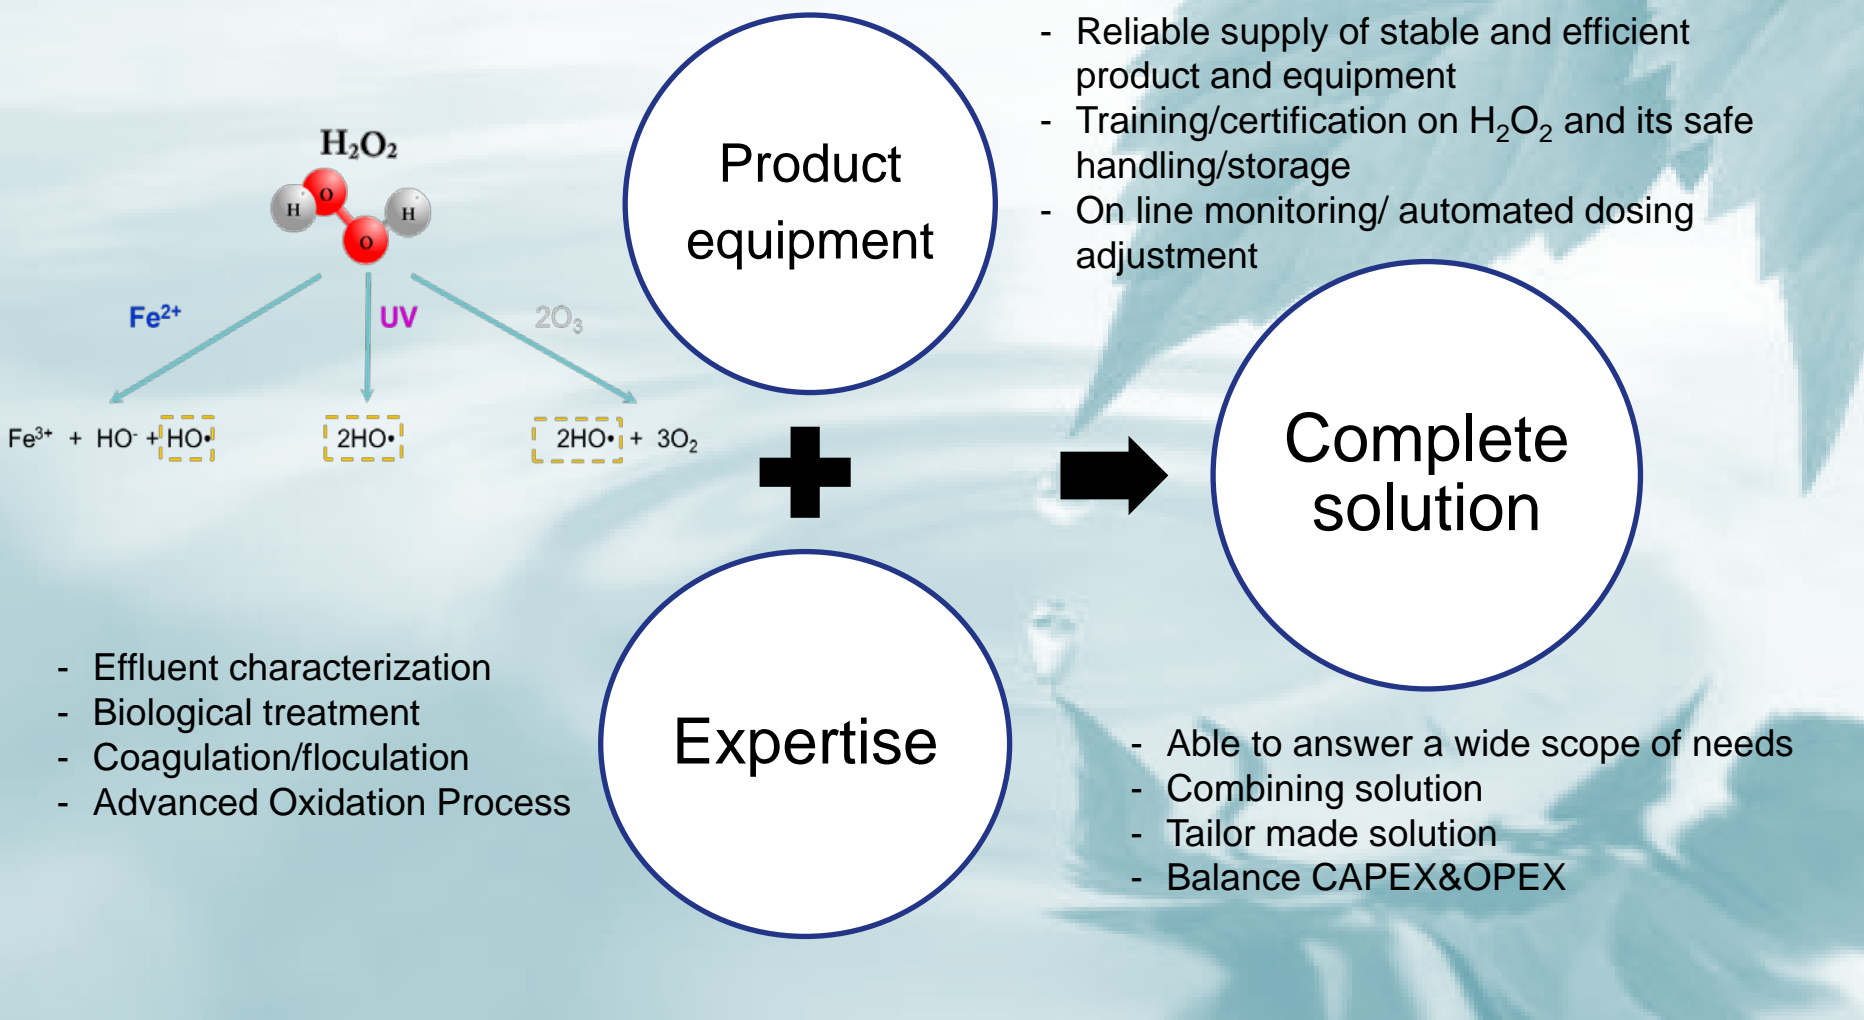 H₂O₂
H O O H
Fe²⁺ UV 2O₃
Fe³⁺ + HO⁻ + HO• 2HO• 2HO• + 3O₂
Product
equipment
- Reliable supply of stable and efficient
product and equipment
- Training/certification on H₂O₂ and its safe
handling/storage
- On line monitoring/ automated dosing
adjustment
Complete
solution
Expertise
- Effluent characterization
- Biological treatment
- Coagulation/floculation
- Advanced Oxidation Process
- Able to answer a wide scope of needs
- Combining solution
- Tailor made solution
- Balance CAPEX&OPEX